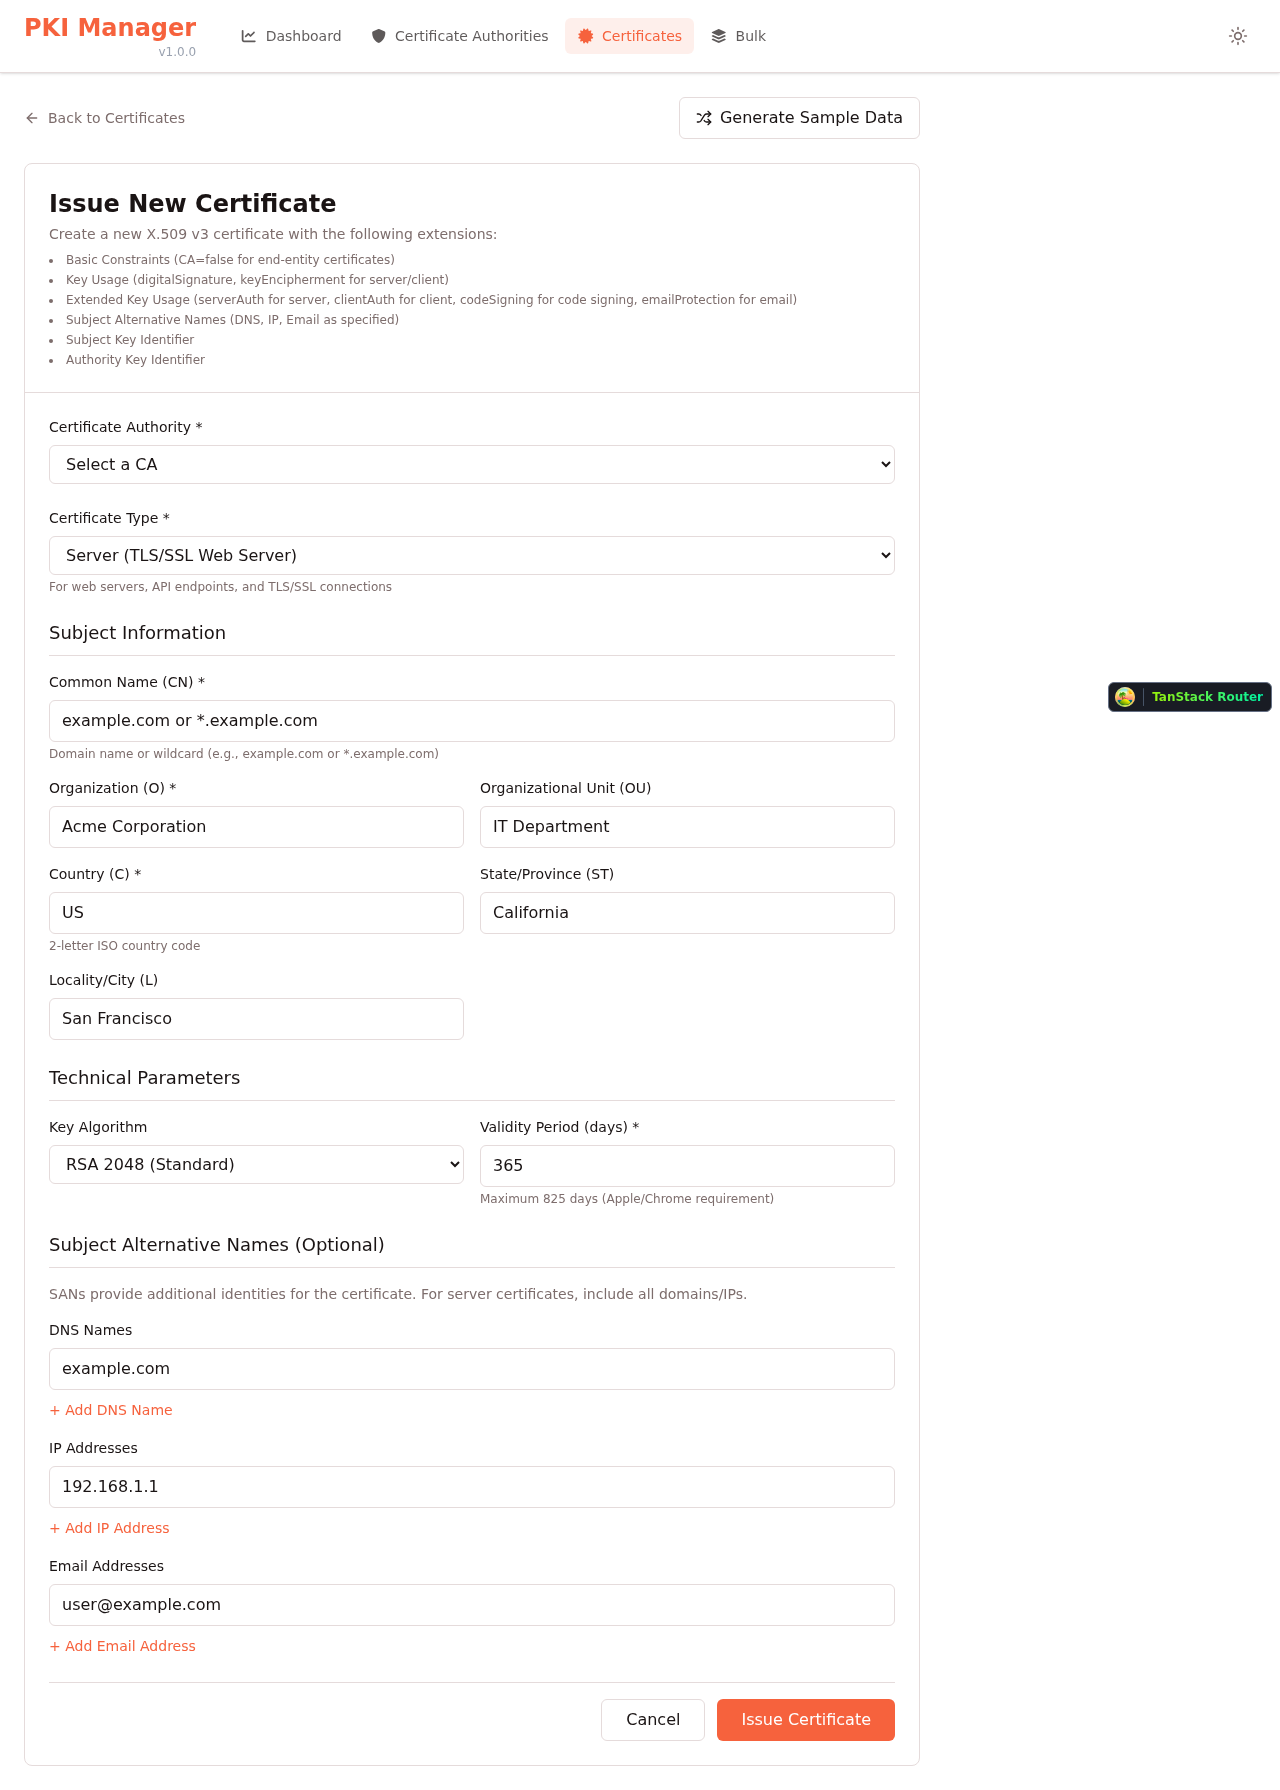 PKI Manager
v1.0.0
Dashboard
Certificate Authorities
Certificates
Bulk
Back to Certificates
Generate Sample Data
Issue New Certificate
Create a new X.509 v3 certificate with the following extensions:
• Basic Constraints (CA=false for end-entity certificates)
• Key Usage (digitalSignature, keyEncipherment for server/client)
• Extended Key Usage (serverAuth for server, clientAuth for client, codeSigning for code signing, emailProtection for email)
• Subject Alternative Names (DNS, IP, Email as specified)
• Subject Key Identifier
• Authority Key Identifier
Certificate Authority *
Select a CA
Certificate Type *
Server (TLS/SSL Web Server)
For web servers, API endpoints, and TLS/SSL connections
Subject Information
Common Name (CN) *
example.com or *.example.com
Domain name or wildcard (e.g., example.com or *.example.com)
Organization (O) *
Acme Corporation
Organizational Unit (OU)
IT Department
Country (C) *
US
2-letter ISO country code
State/Province (ST)
California
Locality/City (L)
San Francisco
Technical Parameters
Key Algorithm
RSA 2048 (Standard)
Validity Period (days) *
365
Maximum 825 days (Apple/Chrome requirement)
Subject Alternative Names (Optional)
SANs provide additional identities for the certificate. For server certificates, include all domains/IPs.
DNS Names
example.com
+ Add DNS Name
IP Addresses
192.168.1.1
+ Add IP Address
Email Addresses
user@example.com
+ Add Email Address
Cancel
Issue Certificate
TanStack Router